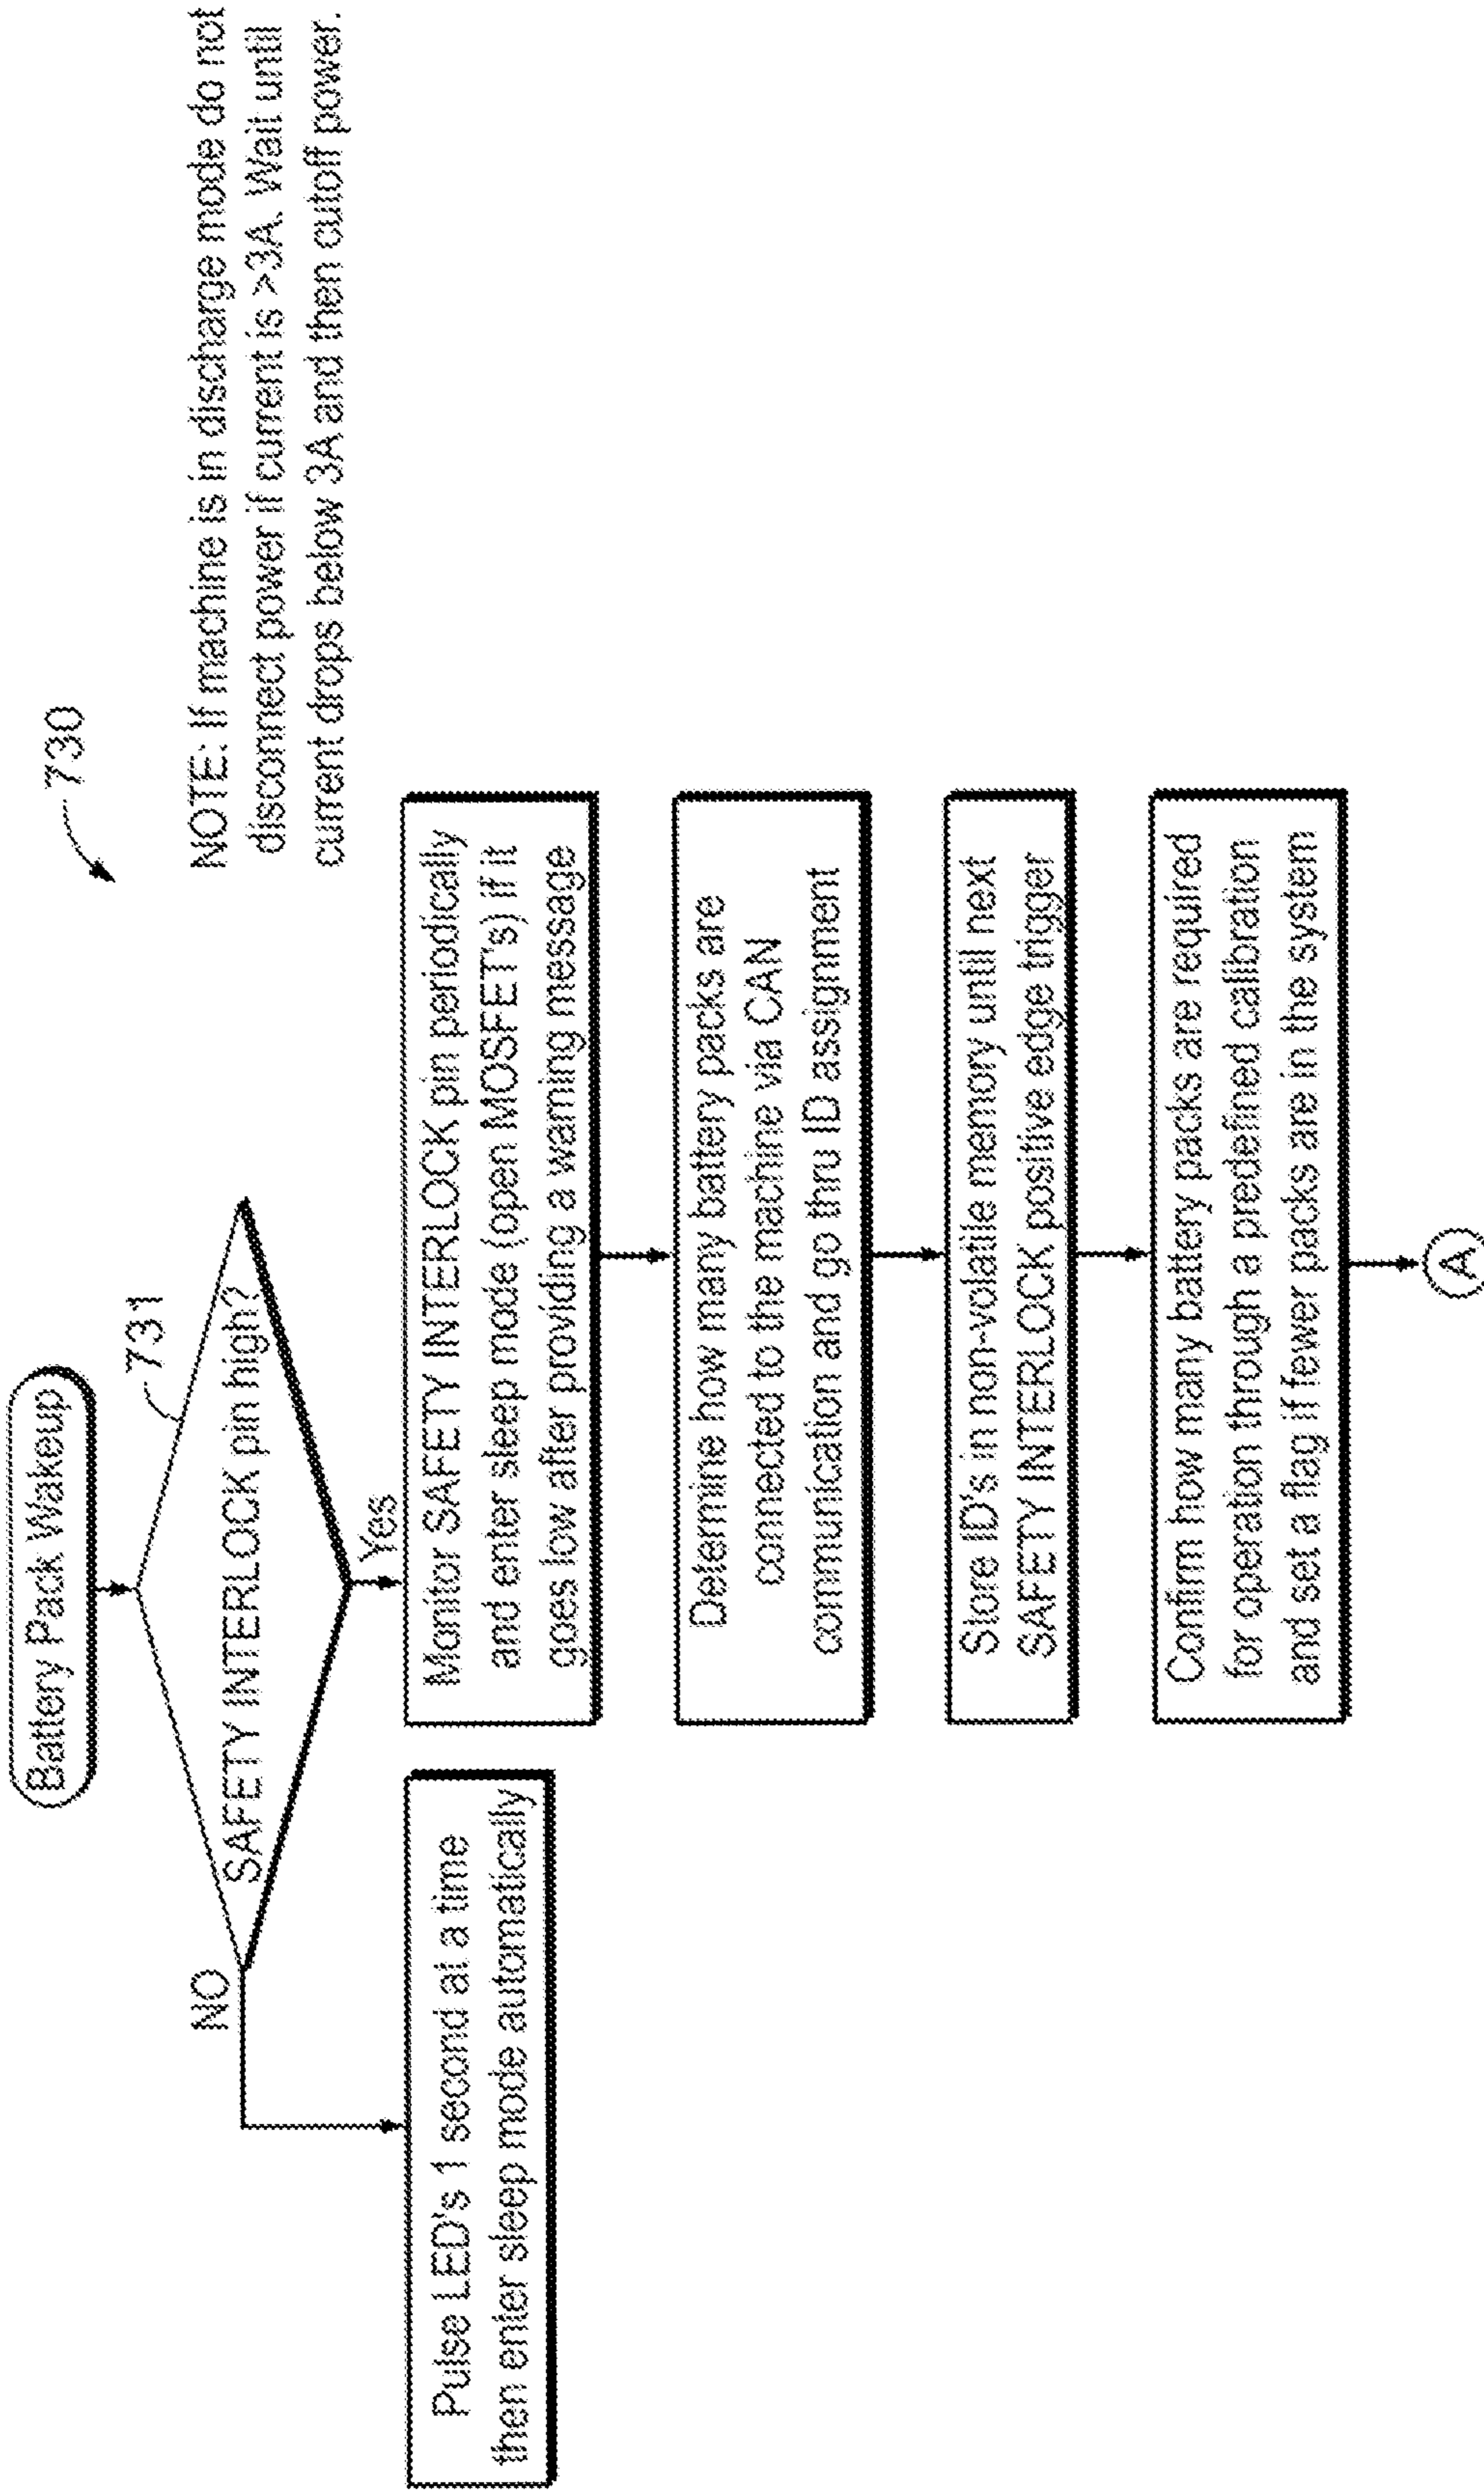 730
Battery Pack Wakeup
731
SAFETY INTERLOCK pin high?
NOTE: If machine is in discharge mode do not
disconnect power if current is >3A. Wait until
current drops below 3A and then cutoff power.
NO
Yes
Pulse LED's 1 second at a time
then enter sleep mode automatically
Monitor SAFETY INTERLOCK pin periodically
and enter sleep mode (open MOSFET's) if it
goes low after providing a warning message
Determine how many battery packs are
connected to the machine via CAN
communication and go thru ID assignment
Store ID's in non-volatile memory until next
SAFETY INTERLOCK positive edge trigger
Confirm how many battery packs are required
for operation through a predefined calibration
and set a flag if fewer packs are in the system
A